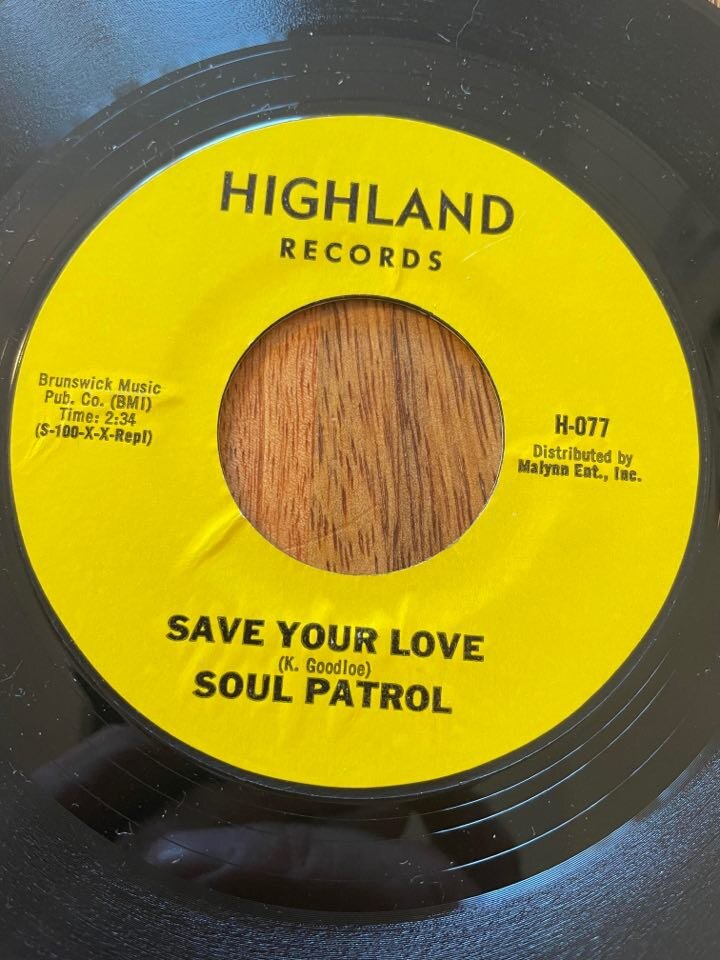 HIGHLAND
RECORDS
Brunswick Music
Pub. Co. (BMI)
Time: 2:34
(S-100-X-X-Repl)
H-077
Distributed by
Malynn Ent., Inc.
SAVE YOUR LOVE
(K. Goodloe)
SOUL PATROL